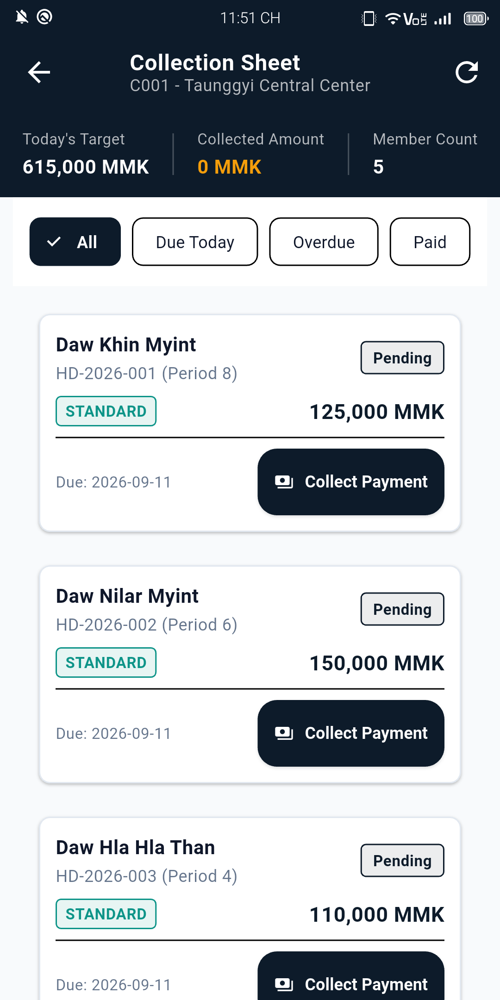 11:51 CH
100
Collection Sheet
C001 - Taunggyi Central Center
Today's Target
615,000 MMK
Collected Amount
0 MMK
Member Count
5
All
Due Today
Overdue
Paid
Daw Khin Myint
HD-2026-001 (Period 8)
Pending
STANDARD
125,000 MMK
Due: 2026-09-11
Collect Payment
Daw Nilar Myint
HD-2026-002 (Period 6)
Pending
STANDARD
150,000 MMK
Due: 2026-09-11
Collect Payment
Daw Hla Hla Than
HD-2026-003 (Period 4)
Pending
STANDARD
110,000 MMK
Due: 2026-09-11
Collect Payment